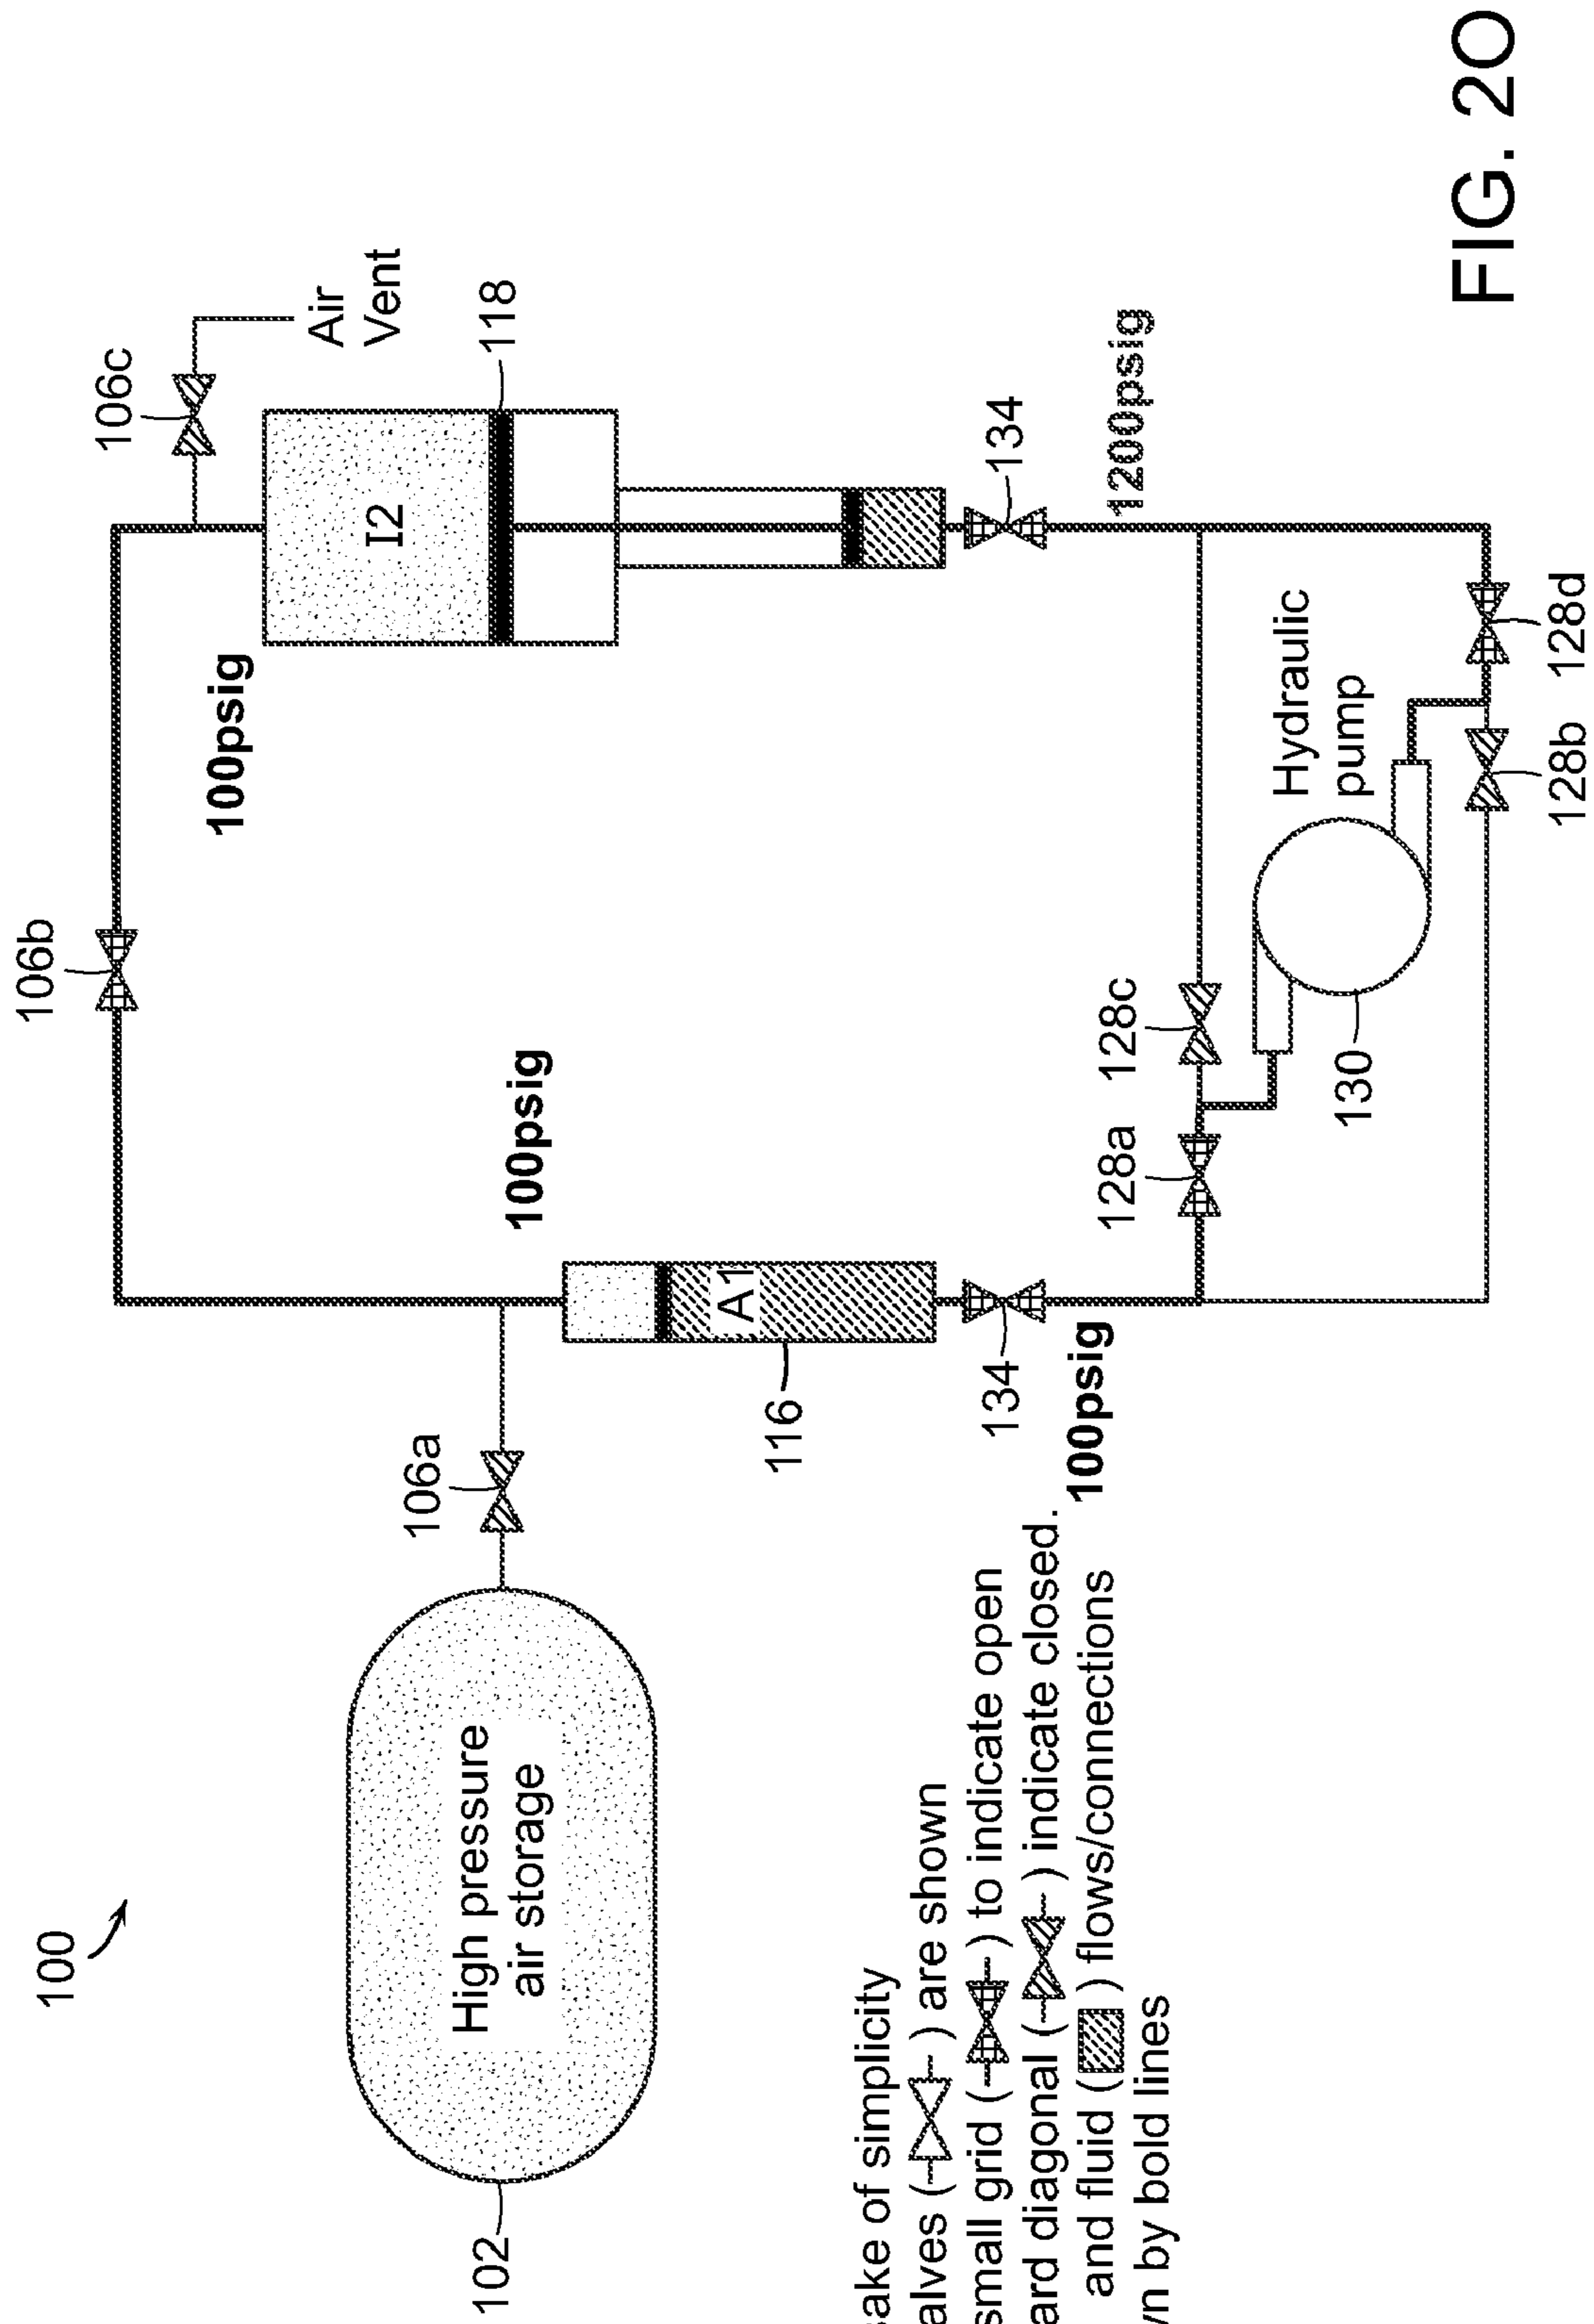 100
102
High pressure
air storage
106a
106b
106c
Air
Vent
100psig
100psig
I2
118
116
A1
134
100psig
134
1200psig
128a
128c
Hydraulic
pump
130
128b
128d
ake of simplicity
alves ( ) are shown
small grid ( ) to indicate open
ard diagonal ( ) indicate closed.
and fluid ( ) flows/connections
wn by bold lines
FIG. 2O